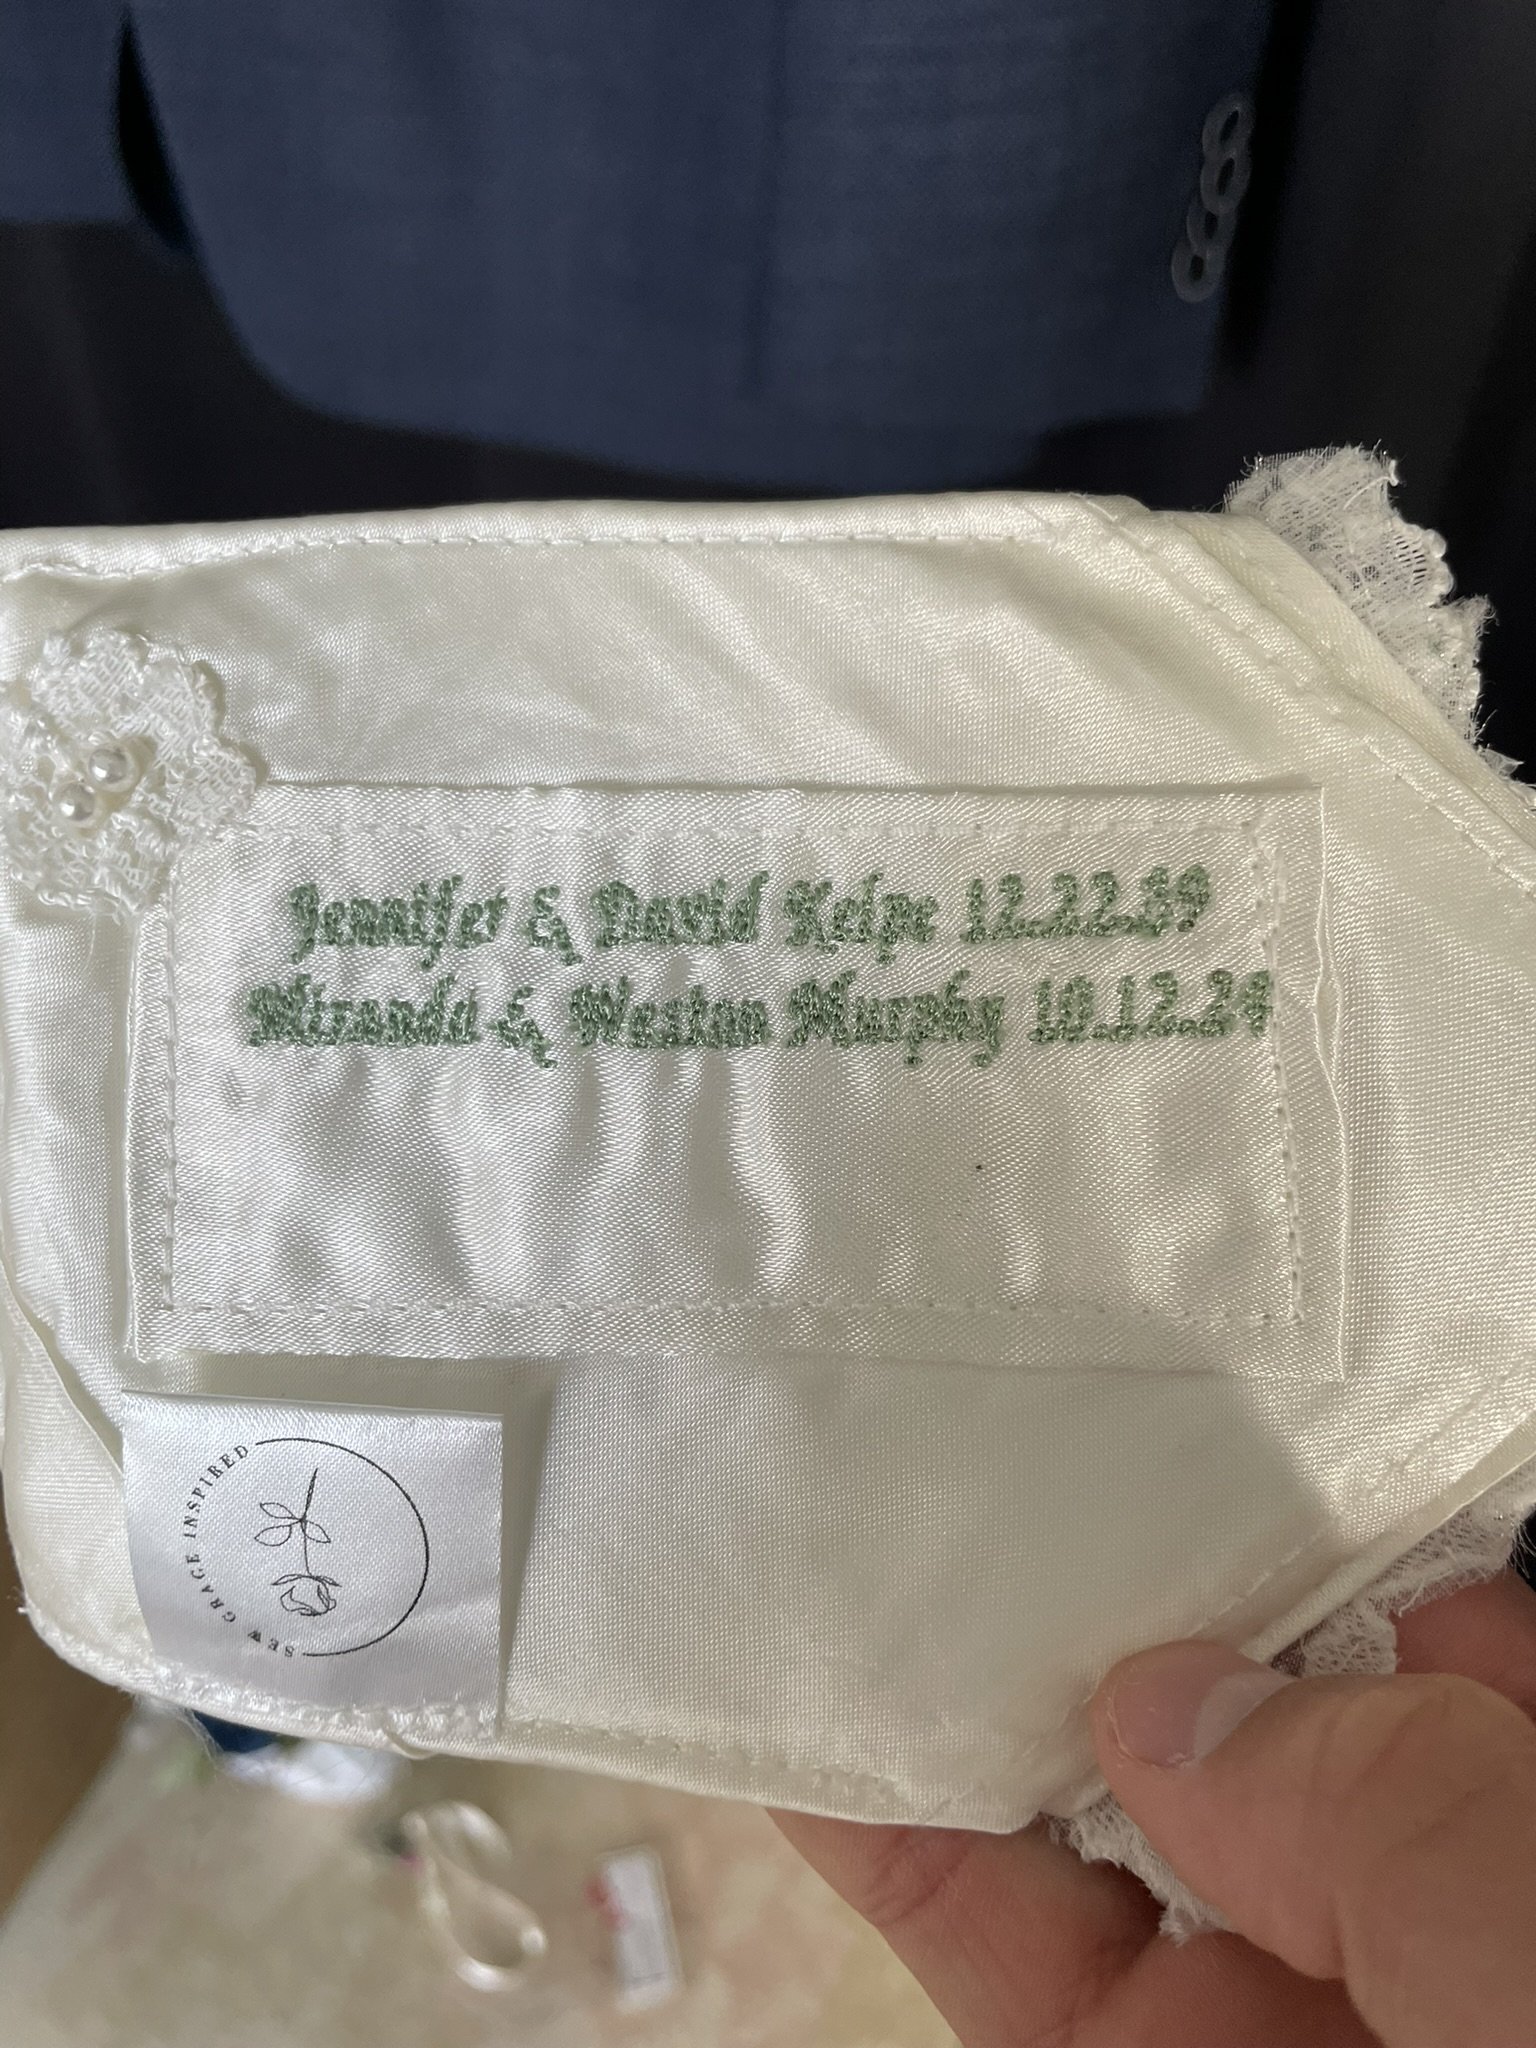 Jennifer & David Kelpe 12.22.89
Miranda & Weston Murphy 10.12.24
SEW GRACE INSPIRED